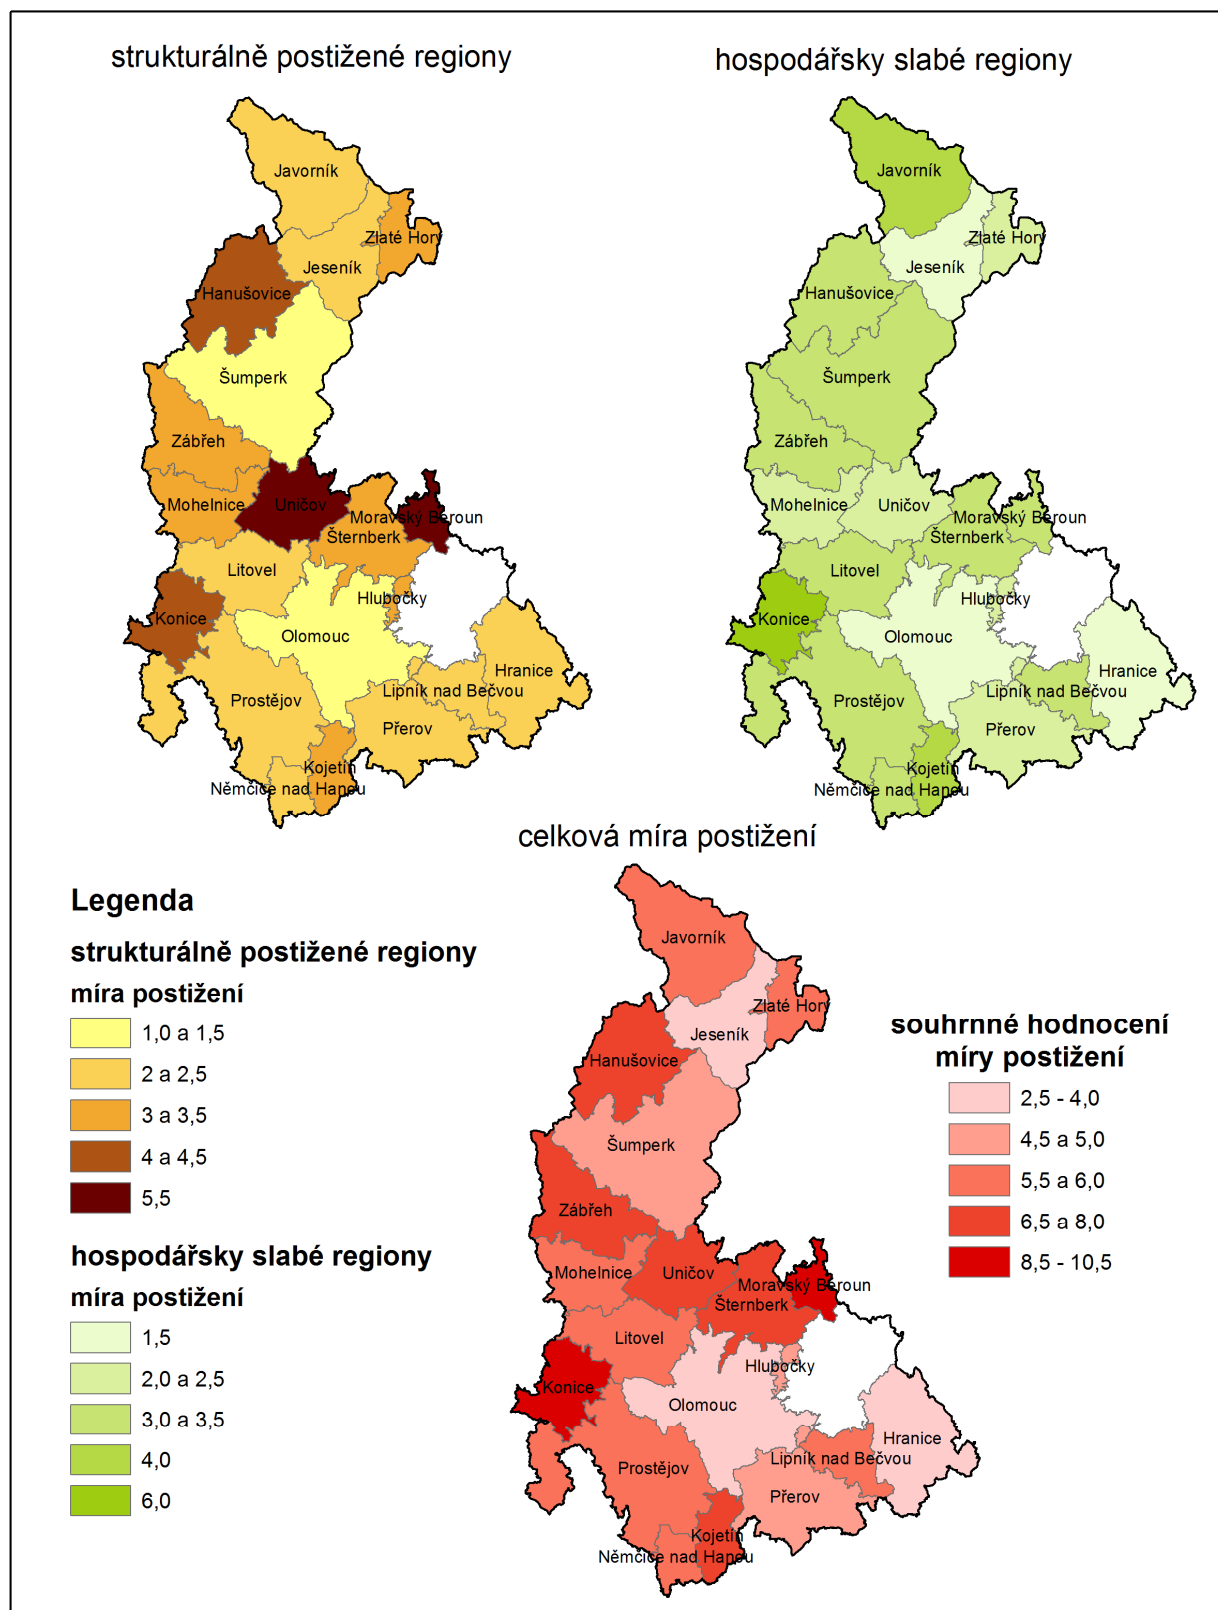 strukturálně postižené regiony
Javorník
Zlaté Hory
Jeseník
Hanušovice
Šumperk
Zábřeh
Mohelnice
Uničov
Moravský Beroun
Šternberk
Litovel
Hlubočky
Konice
Olomouc
Hranice
Lipník nad Bečvou
Prostějov
Přerov
Kojetín
Němčice nad Hanou
hospodářsky slabé regiony
Javorník
Zlaté Hory
Jeseník
Hanušovice
Šumperk
Zábřeh
Mohelnice
Uničov
Moravský Beroun
Šternberk
Litovel
Hlubočky
Konice
Olomouc
Hranice
Lipník nad Bečvou
Prostějov
Přerov
Kojetín
Němčice nad Hanou
celková míra postižení
Javorník
Zlaté Hory
Jeseník
Hanušovice
Šumperk
Zábřeh
Mohelnice
Uničov
Moravský Beroun
Šternberk
Litovel
Hlubočky
Konice
Olomouc
Hranice
Lipník nad Bečvou
Prostějov
Přerov
Kojetín
Němčice nad Hanou
Legenda
strukturálně postižené regiony
míra postižení
1,0 a 1,5
2 a 2,5
3 a 3,5
4 a 4,5
5,5
hospodářsky slabé regiony
míra postižení
1,5
2,0 a 2,5
3,0 a 3,5
4,0
6,0
souhrnné hodnocení
míry postižení
2,5 - 4,0
4,5 a 5,0
5,5 a 6,0
6,5 a 8,0
8,5 - 10,5